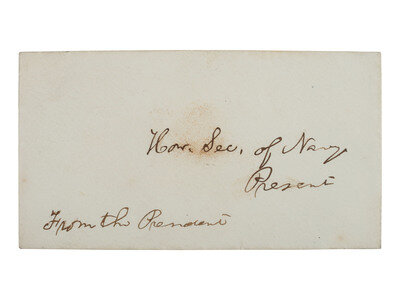 Hon. Sec. of Navy
Present
From the President